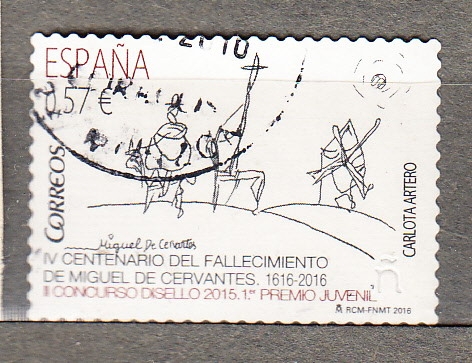 ESPAÑA
0,57 €
CORREOS
CARLOTA ARTERO
Miguel De Cervantes
IV CENTENARIO DEL FALLECIMIENTO
DE MIGUEL DE CERVANTES. 1616-2016
II CONCURSO DISELLO 2015.1.er PREMIO JUVENIL
ñ
RCM-FNMT 2016